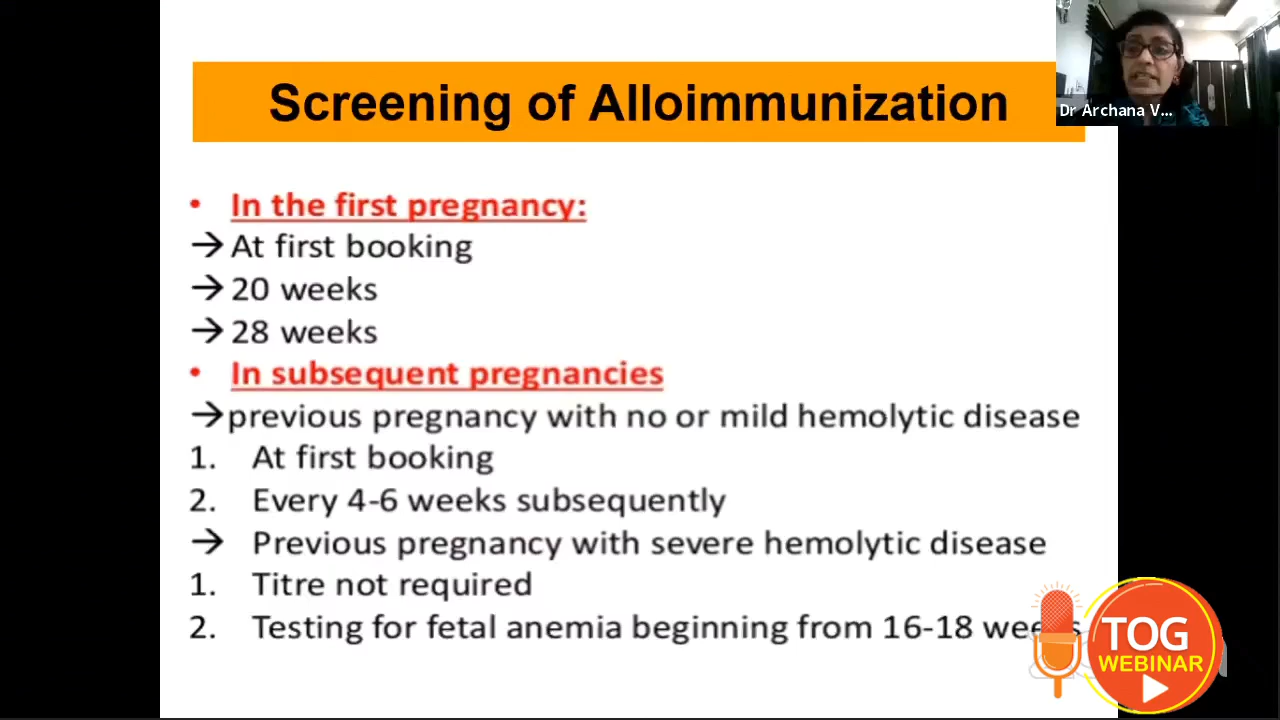 Screening of Alloimmunization
Dr Archana V...
• In the first pregnancy:
→ At first booking
→ 20 weeks
→ 28 weeks
• In subsequent pregnancies
→ previous pregnancy with no or mild hemolytic disease
1. At first booking
2. Every 4-6 weeks subsequently
→ Previous pregnancy with severe hemolytic disease
1. Titre not required
2. Testing for fetal anemia beginning from 16-18 weeks
TOG
WEBINAR